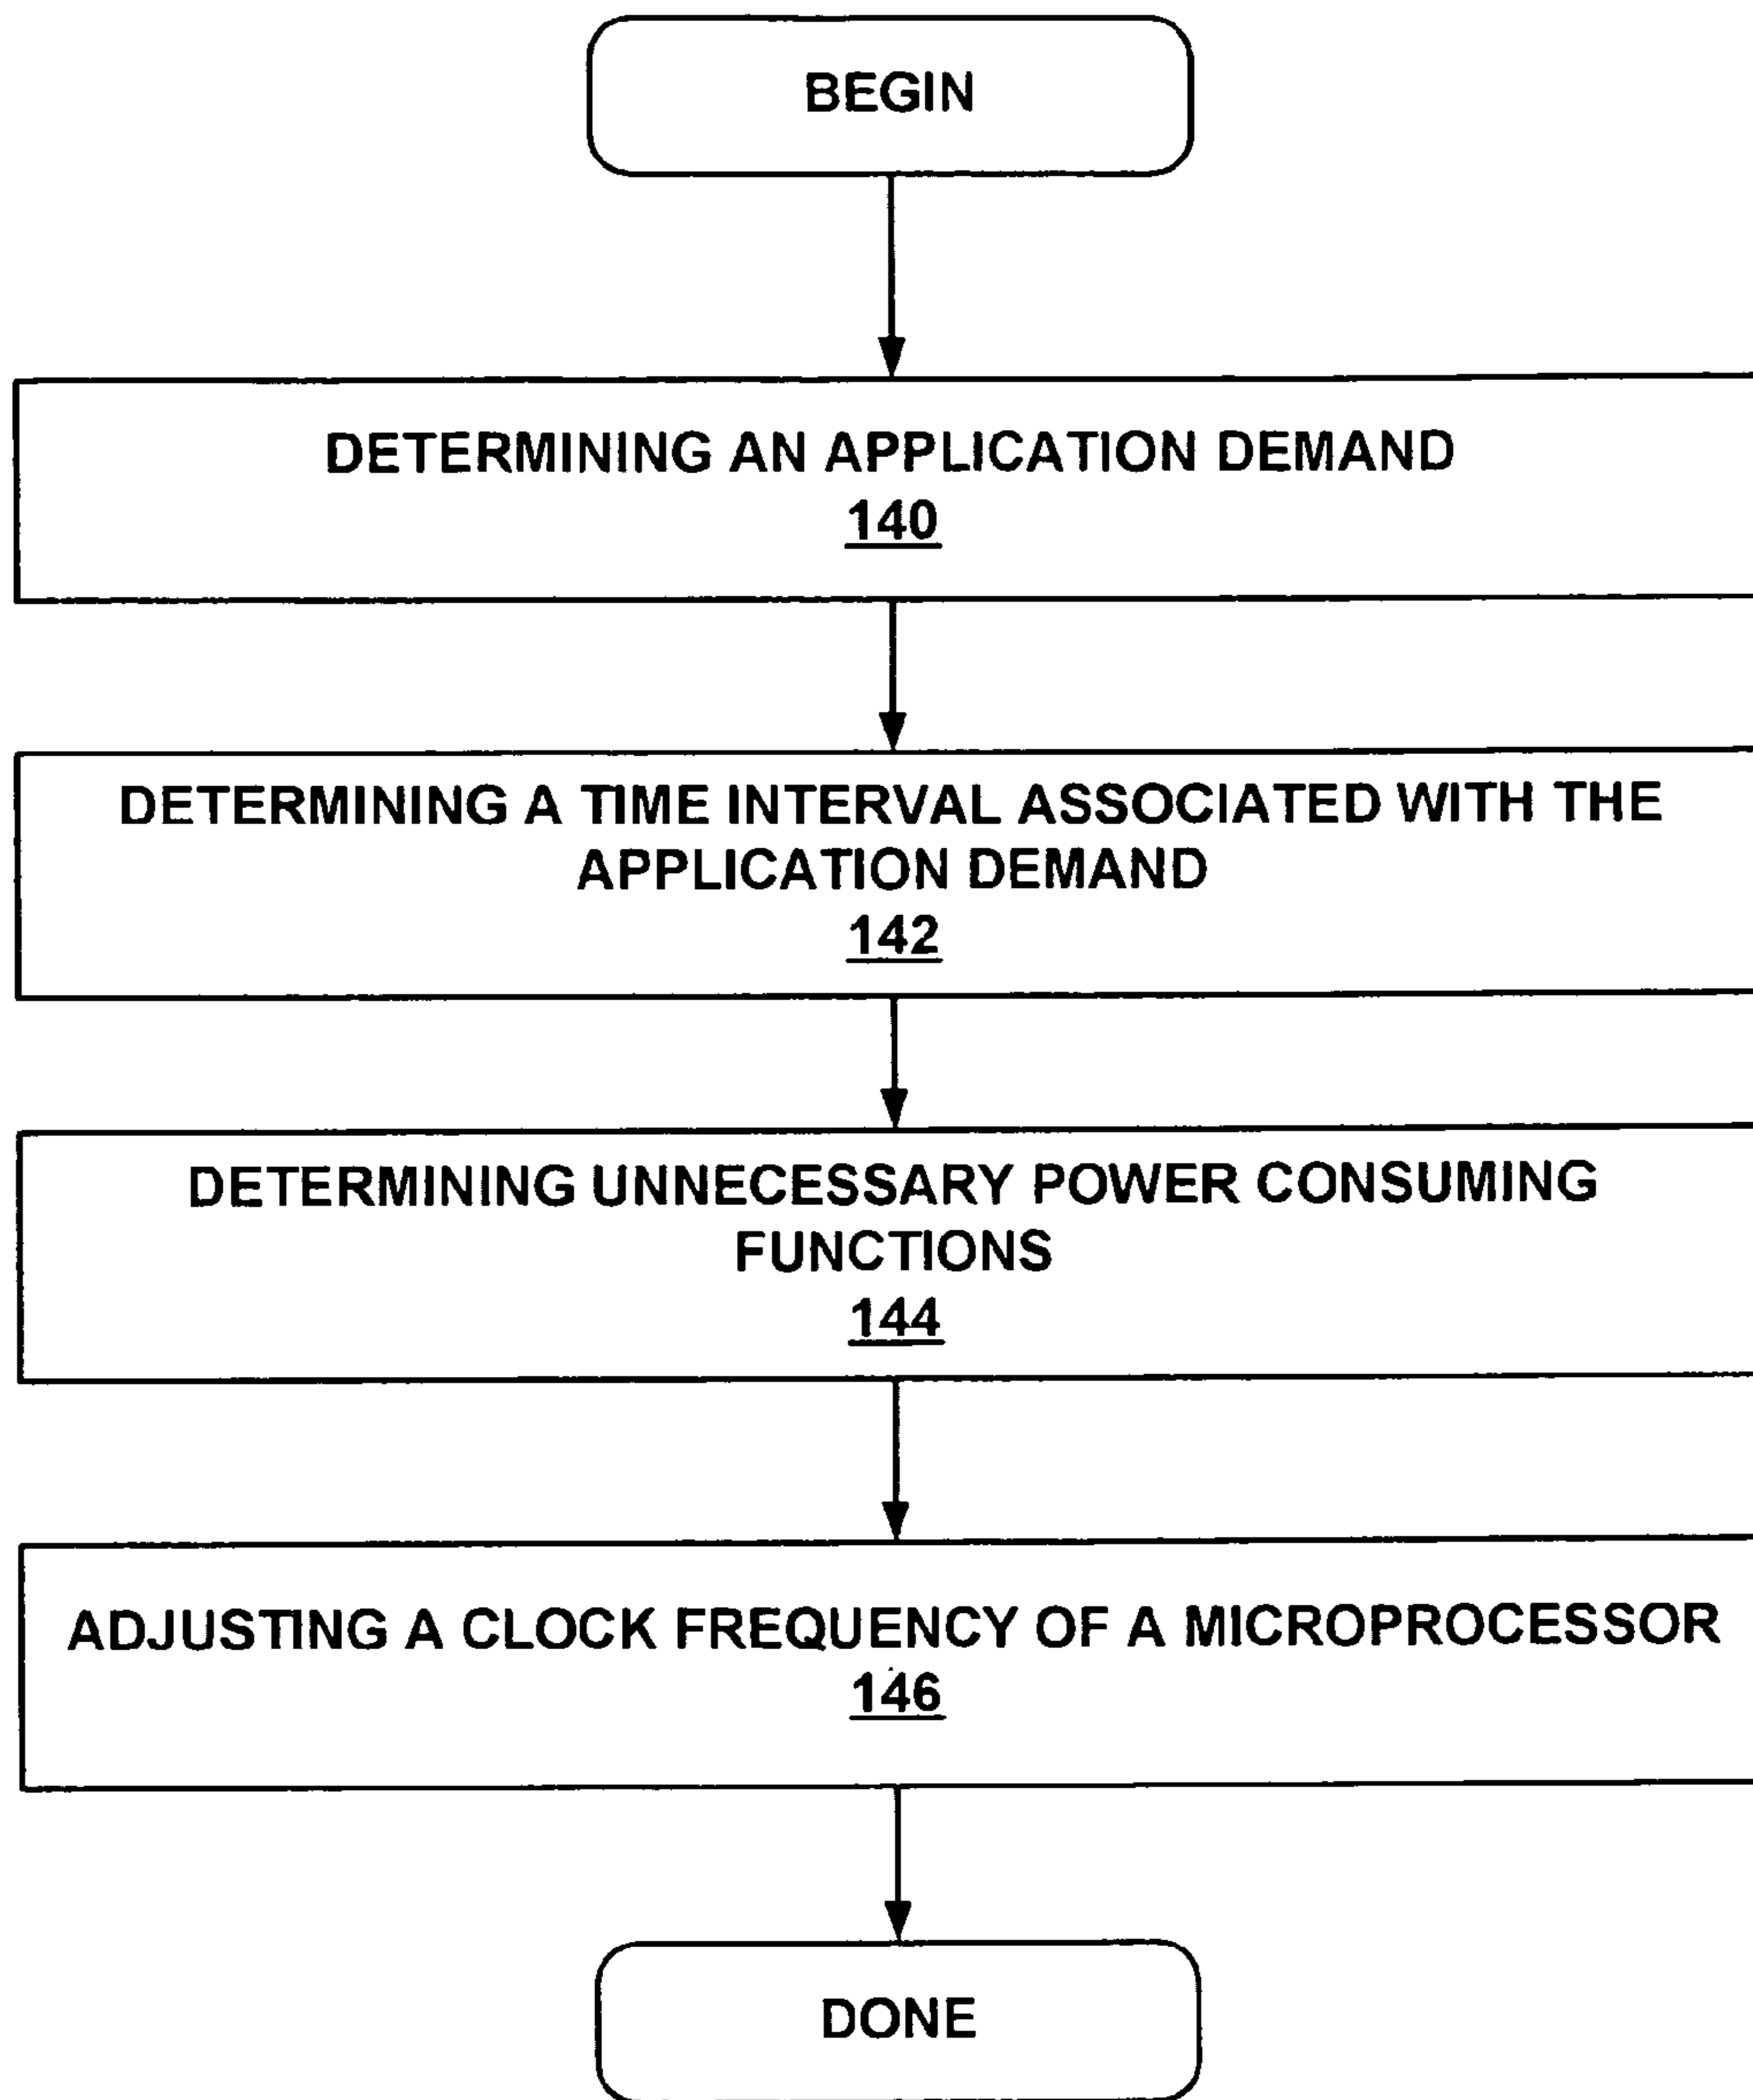 BEGIN
DETERMINING AN APPLICATION DEMAND
140
DETERMINING A TIME INTERVAL ASSOCIATED WITH THE
APPLICATION DEMAND
142
DETERMINING UNNECESSARY POWER CONSUMING
FUNCTIONS
144
ADJUSTING A CLOCK FREQUENCY OF A MICROPROCESSOR
146
DONE